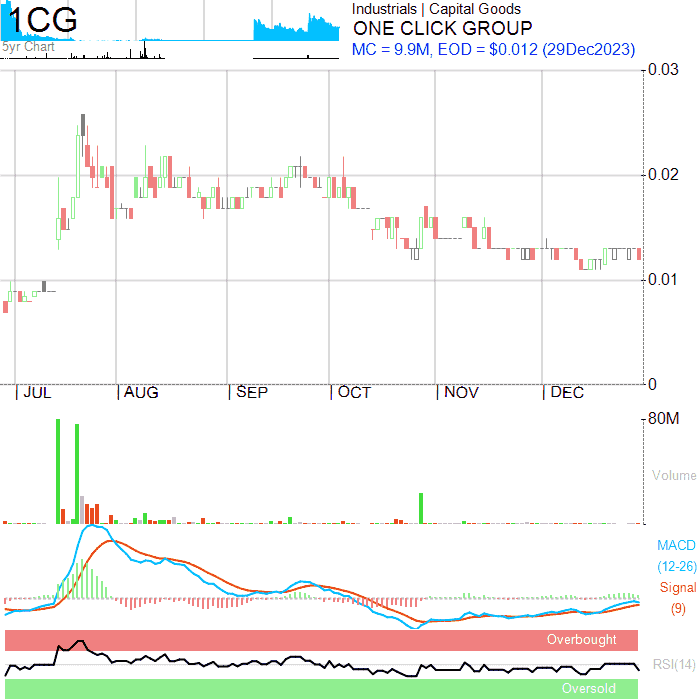 1CG
5yr Chart
Industrials | Capital Goods
ONE CLICK GROUP
MC = 9.9M, EOD = $0.012 (29Dec2023)
0.03
0.02
0.01
0
| JUL | AUG | SEP | OCT | NOV | DEC
80M
Volume
MACD
(12-26)
Signal
(9)
Overbought
RSI(14)
Oversold